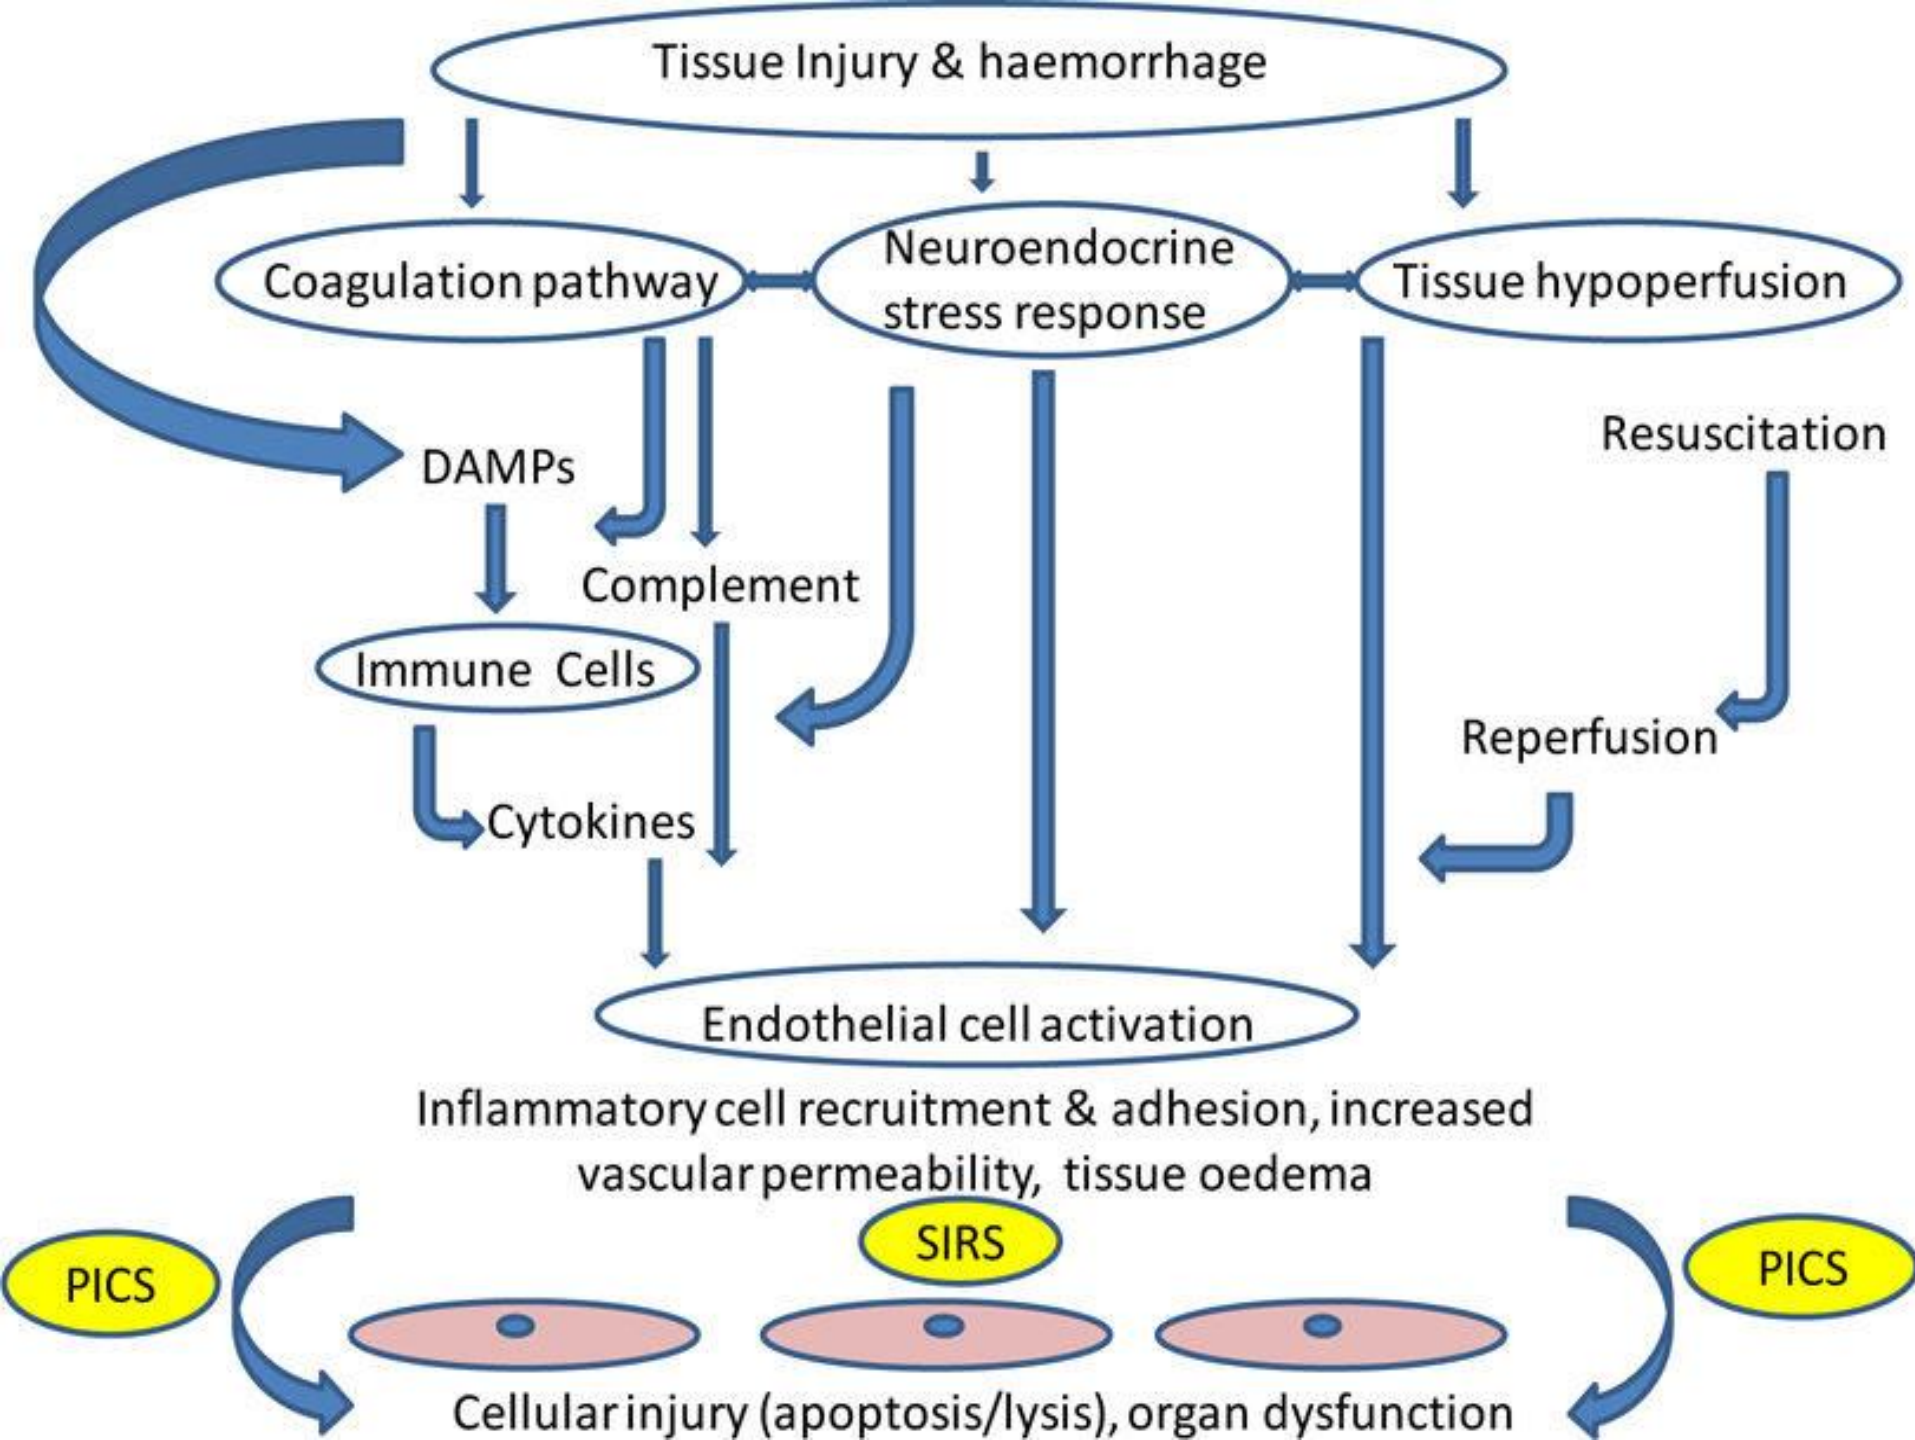 Tissue Injury & haemorrhage
Coagulation pathway
Neuroendocrine
stress response
Tissue hypoperfusion
Resuscitation
DAMPs
Complement
Immune Cells
Reperfusion
Cytokines
Endothelial cell activation
Inflammatory cell recruitment & adhesion, increased
vascular permeability, tissue oedema
SIRS
PICS
PICS
Cellular injury (apoptosis/lysis), organ dysfunction